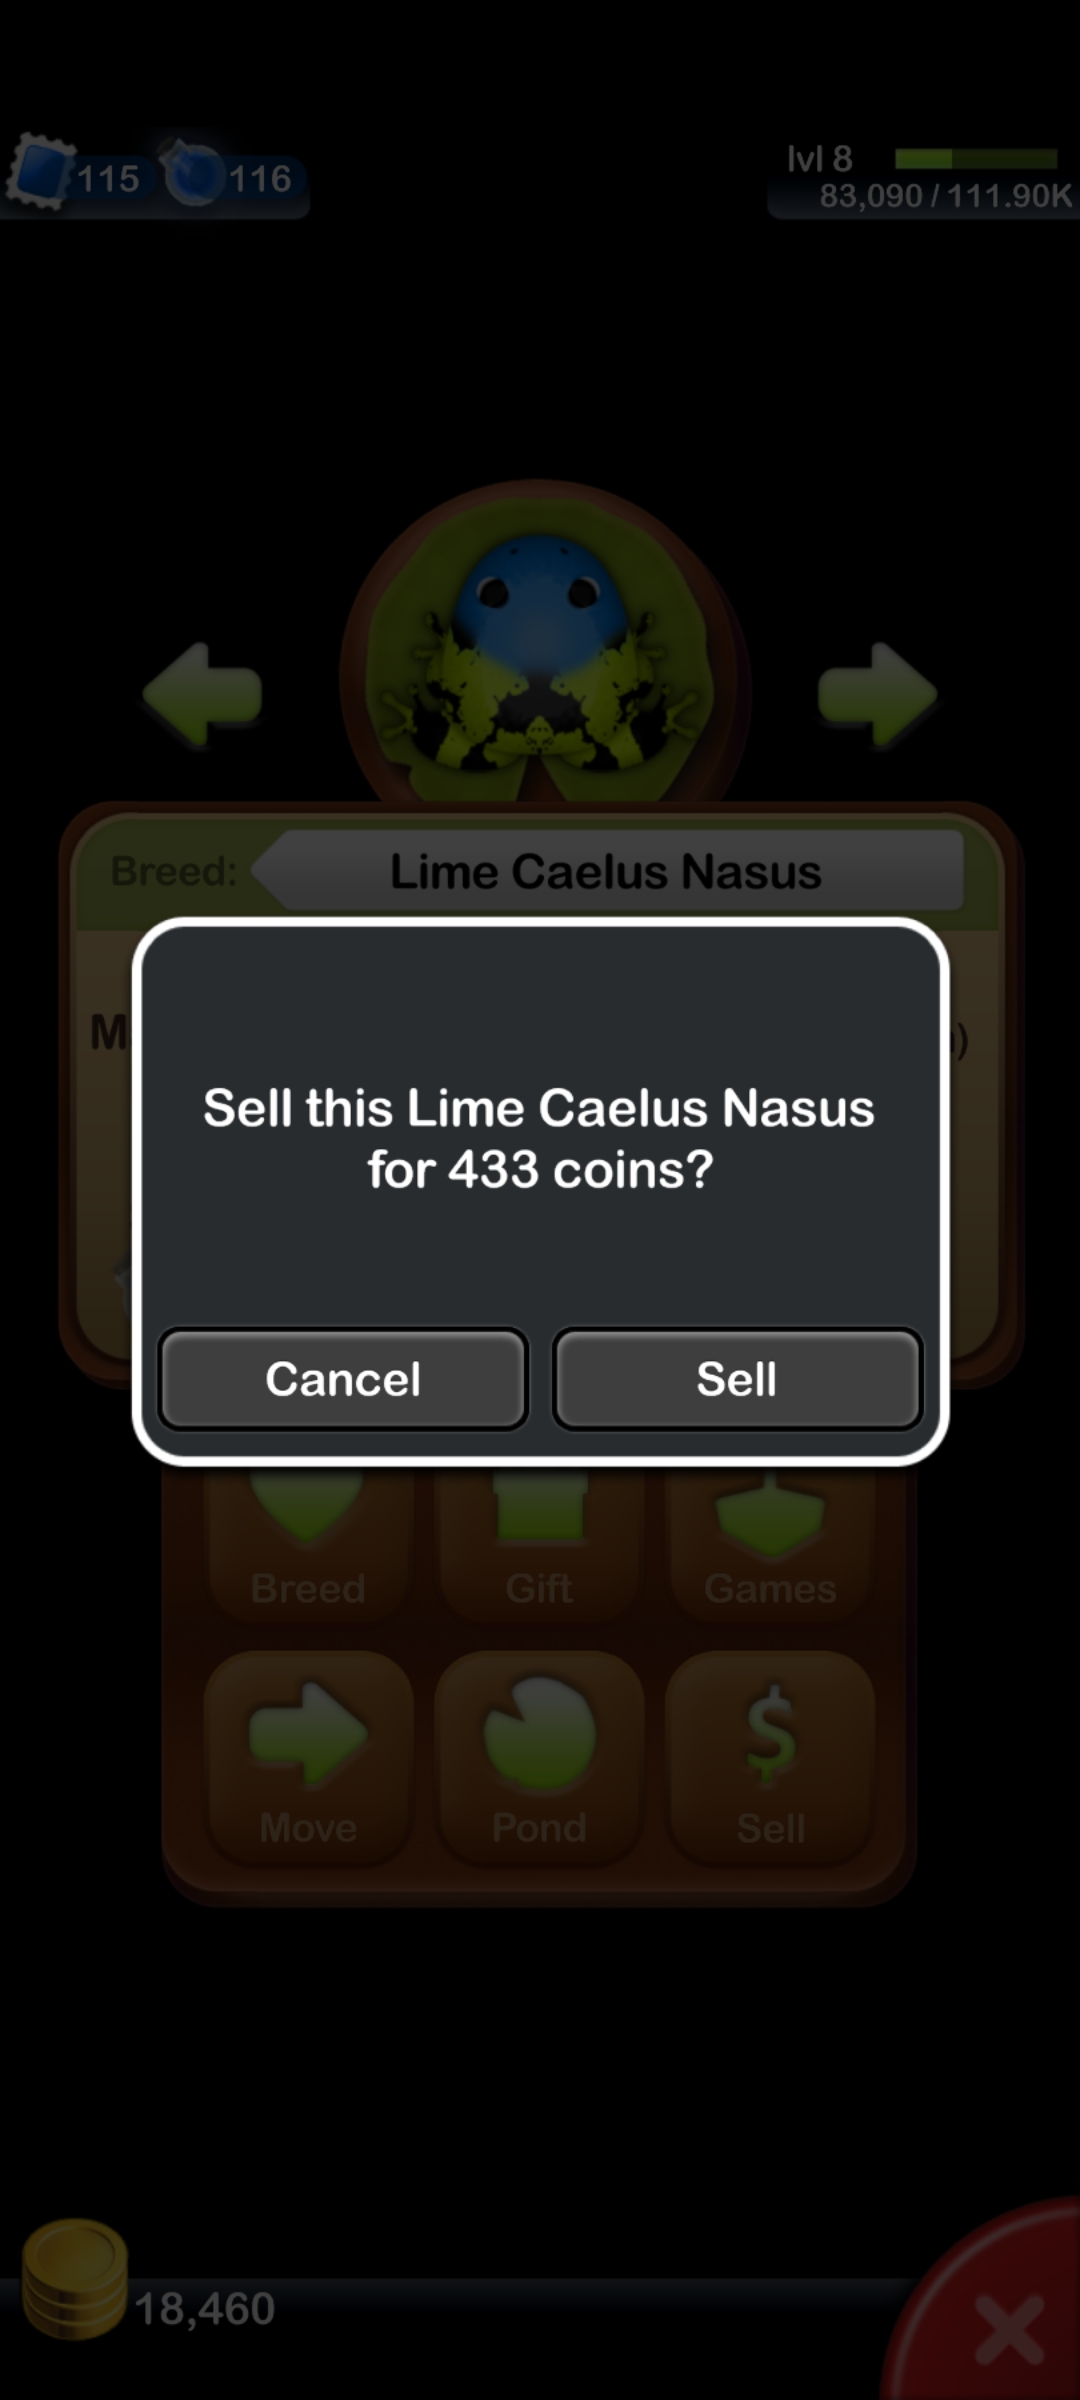 115
116
lvl 8
83,090 / 111.90K
Breed:
Lime Caelus Nasus
Sell this Lime Caelus Nasus
for 433 coins?
Cancel
Sell
Breed
Gift
Games
Move
Pond
$
Sell
18,460